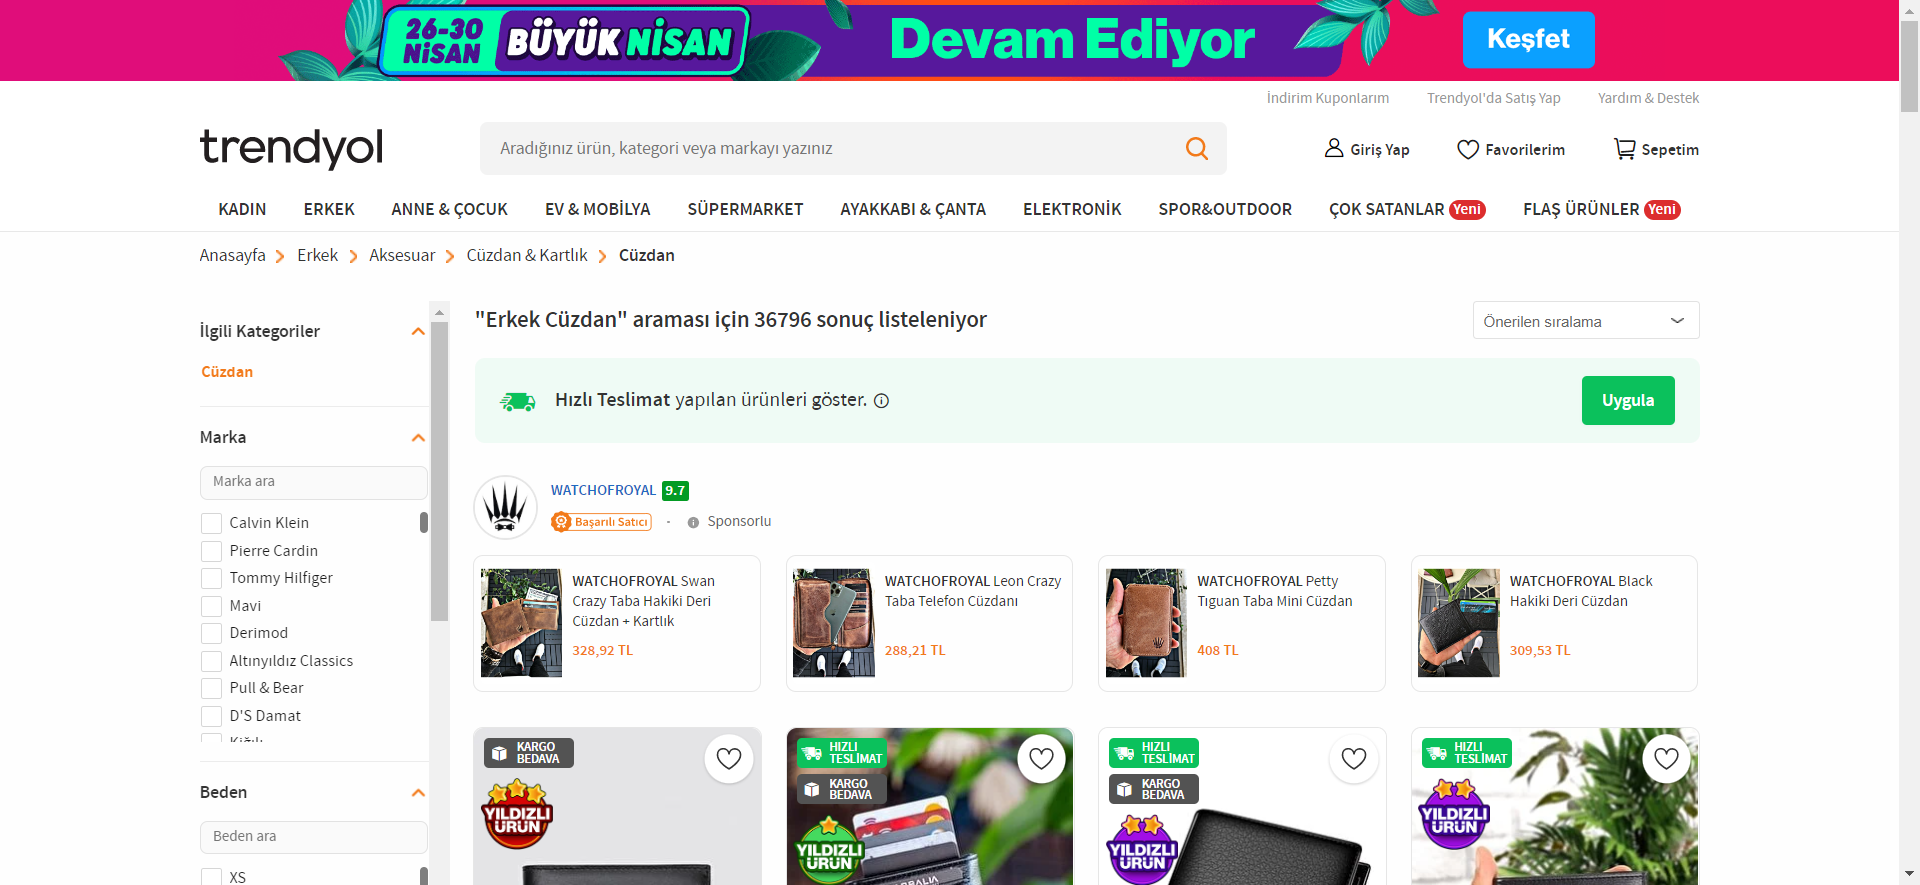 26-30
NİSAN
BÜYÜK NİSAN
Devam Ediyor
Keşfet
İndirim Kuponlarım
Trendyol'da Satış Yap
Yardım & Destek
trendyol
Aradığınız ürün, kategori veya markayı yazınız
Giriş Yap
Favorilerim
Sepetim
KADIN
ERKEK
ANNE & ÇOCUK
EV & MOBİLYA
SÜPERMARKET
AYAKKABI & ÇANTA
ELEKTRONİK
SPOR&OUTDOOR
ÇOK SATANLAR Yeni
FLAŞ ÜRÜNLER Yeni
Anasayfa
Erkek
Aksesuar
Cüzdan & Kartlık
Cüzdan
İlgili Kategoriler
Cüzdan
Marka
Marka ara
Calvin Klein
Pierre Cardin
Tommy Hilfiger
Mavi
Derimod
Altınyıldız Classics
Pull & Bear
D'S Damat
Beden
Beden ara
XS
"Erkek Cüzdan" araması için 36796 sonuç listeleniyor
Önerilen sıralama
Hızlı Teslimat yapılan ürünleri göster.
Uygula
WATCHOFROYAL 9.7
Başarılı Satıcı - Sponsorlu
WATCHOFROYAL Swan
Crazy Taba Hakiki Deri
Cüzdan + Kartlık
328,92 TL
WATCHOFROYAL Leon Crazy
Taba Telefon Cüzdanı
288,21 TL
WATCHOFROYAL Petty
Tıguan Taba Mini Cüzdan
408 TL
WATCHOFROYAL Black
Hakiki Deri Cüzdan
309,53 TL
KARGO
BEDAVA
YILDIZLI
ÜRÜN
HIZLI
TESLİMAT
KARGO
BEDAVA
YILDIZLI
ÜRÜN
HIZLI
TESLİMAT
KARGO
BEDAVA
YILDIZLI
ÜRÜN
HIZLI
TESLİMAT
YILDIZLI
ÜRÜN